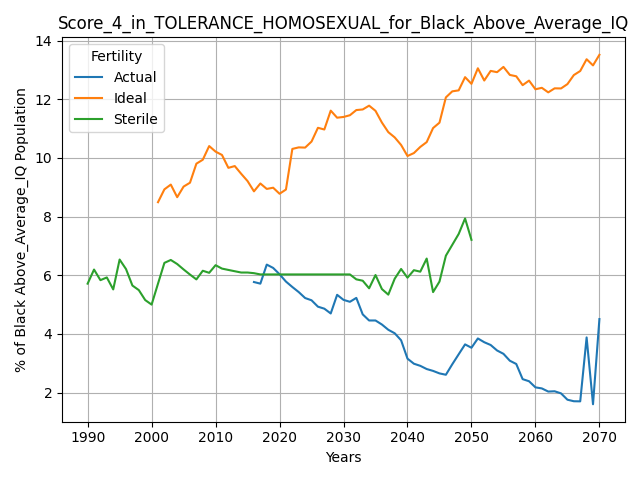 Score_4_in_TOLERANCE_HOMOSEXUAL_for_Black_Above_Average_IQ
Fertility
Actual
Ideal
Sterile
% of Black Above_Average_IQ Population
14
12
10
8
6
4
2
1990 2000 2010 2020 2030 2040 2050 2060 2070
Years